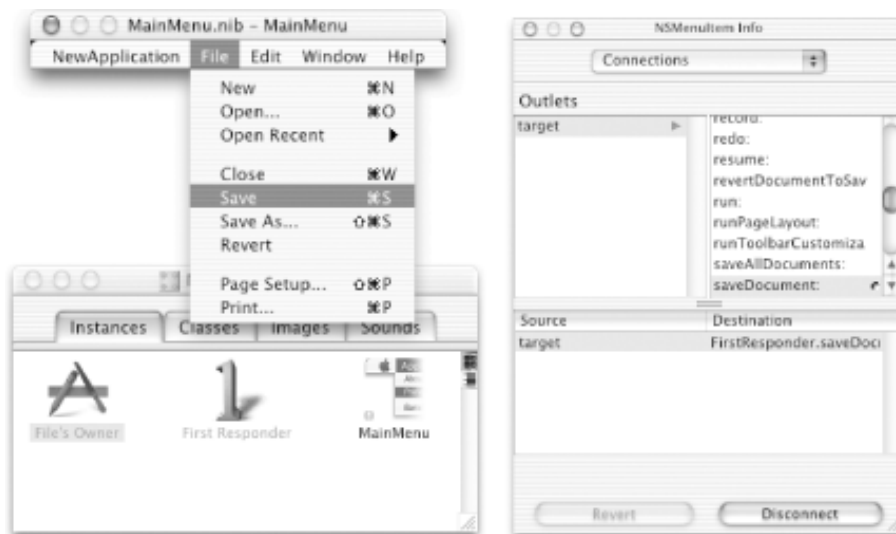 MainMenu.nib – MainMenu
NewApplication File Edit Window Help
New ⌘N
Open... ⌘O
Open Recent
Close ⌘W
Save ⌘S
Save As... ⇧⌘S
Revert
Page Setup... ⇧⌘P
Print... ⌘P
Instances Classes Images Sounds
File's Owner First Responder MainMenu
NSMenuItem Info
Connections
Outlets
target
record:
redo:
resume:
revertDocumentToSav
run:
runPageLayout:
runToolbarCustomiza
saveAllDocuments:
saveDocument:
Source Destination
target FirstResponder.saveDocu
Revert Disconnect